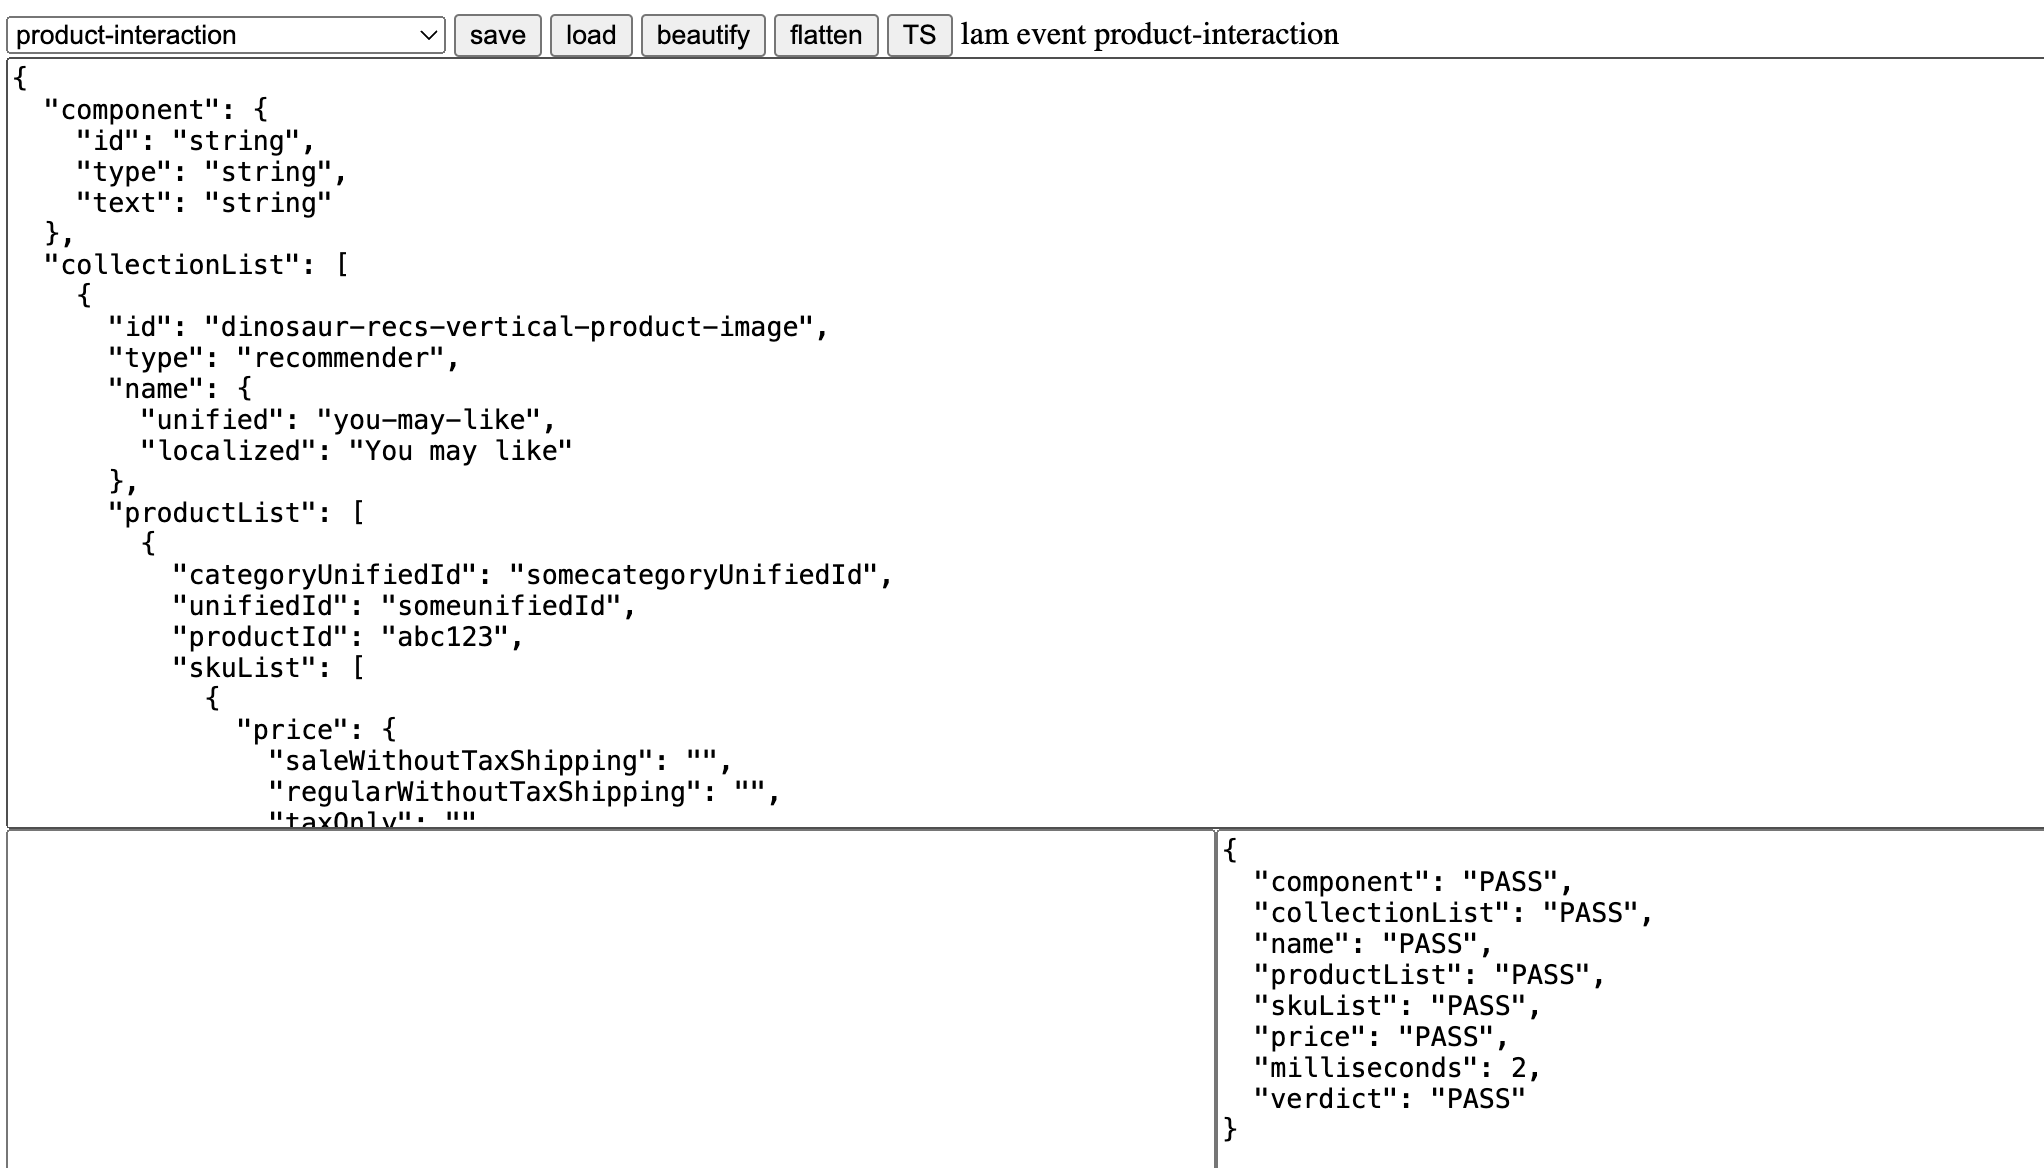 product-interaction save load beautify flatten TS lam event product-interaction
{
  "component": {
    "id": "string",
    "type": "string",
    "text": "string"
  },
  "collectionList": [
    {
      "id": "dinosaur-recs-vertical-product-image",
      "type": "recommender",
      "name": {
        "unified": "you-may-like",
        "localized": "You may like"
      },
      "productList": [
        {
          "categoryUnifiedId": "somecategoryUnifiedId",
          "unifiedId": "someunifiedId",
          "productId": "abc123",
          "skuList": [
            {
              "price": {
                "saleWithoutTaxShipping": "",
                "regularWithoutTaxShipping": "",
                "taxOnly": ""
{
  "component": "PASS",
  "collectionList": "PASS",
  "name": "PASS",
  "productList": "PASS",
  "skuList": "PASS",
  "price": "PASS",
  "milliseconds": 2,
  "verdict": "PASS"
}